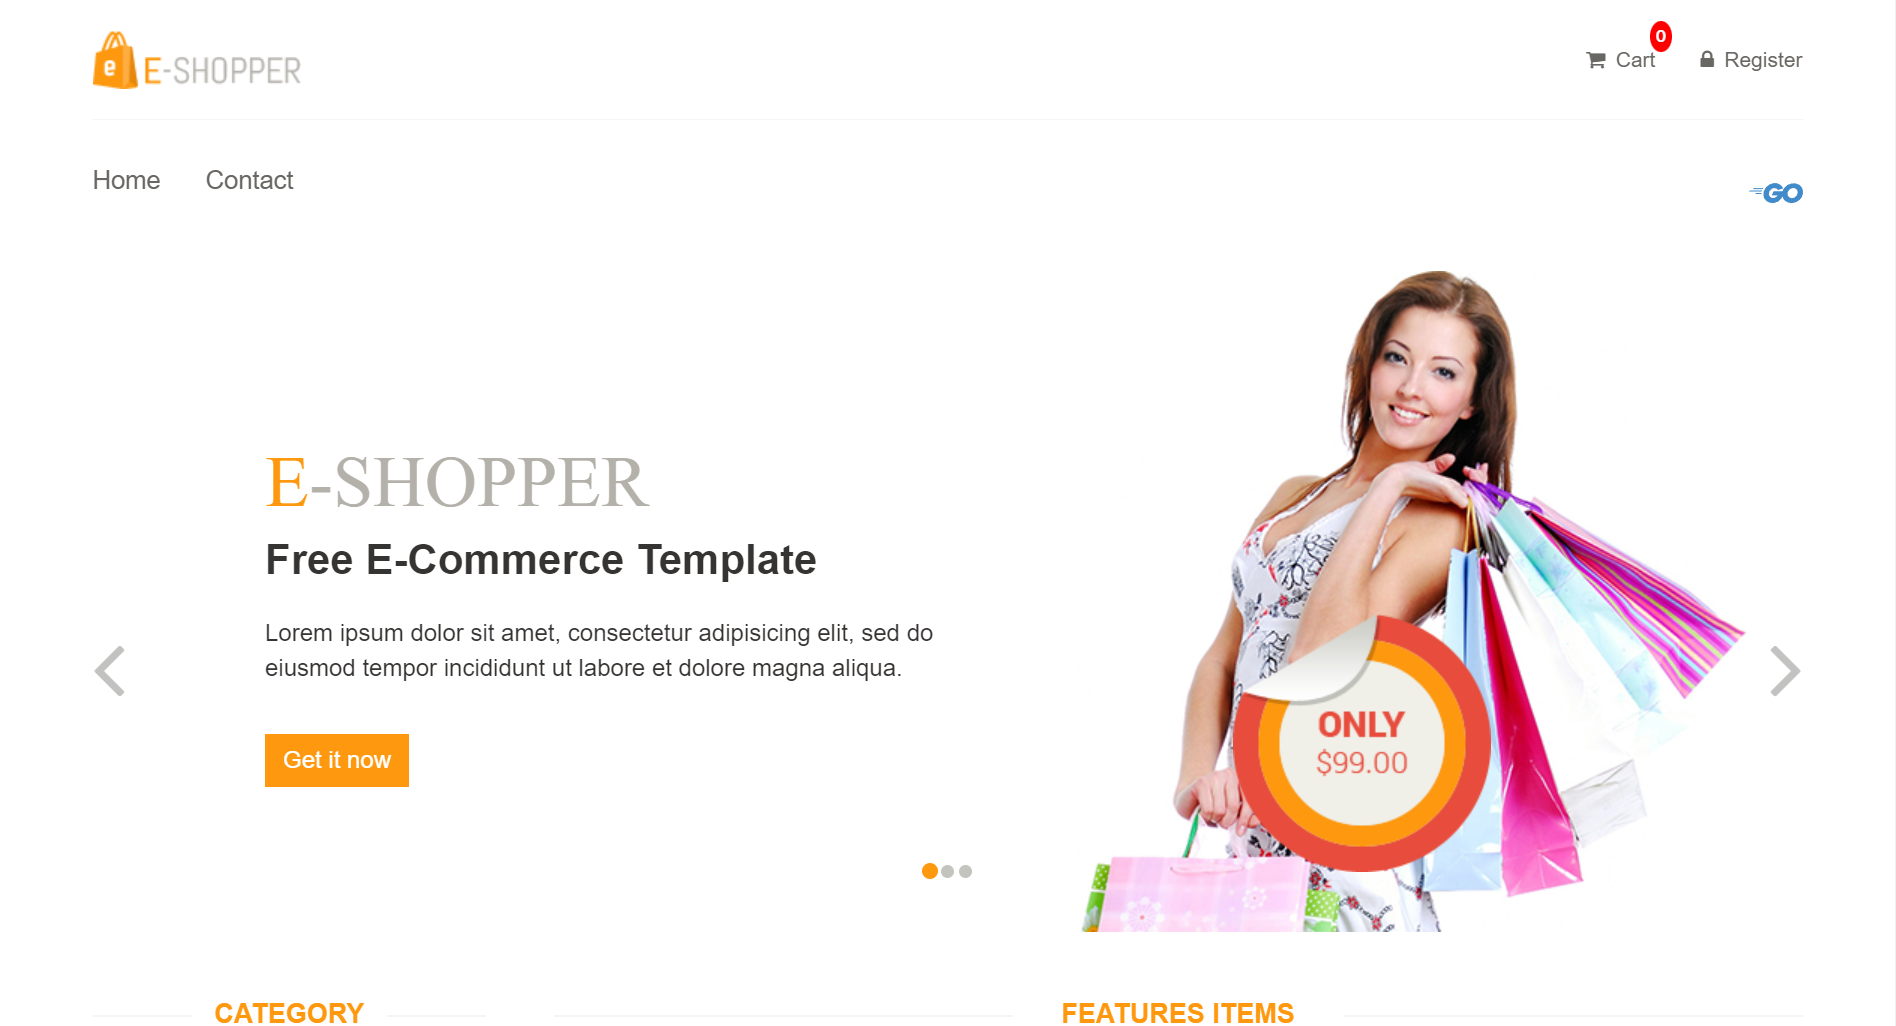 e E-SHOPPER
0
Cart
Register
Home
Contact
GO
E-SHOPPER
Free E-Commerce Template
Lorem ipsum dolor sit amet, consectetur adipisicing elit, sed do
eiusmod tempor incididunt ut labore et dolore magna aliqua.
Get it now
ONLY
$99.00
CATEGORY
FEATURES ITEMS